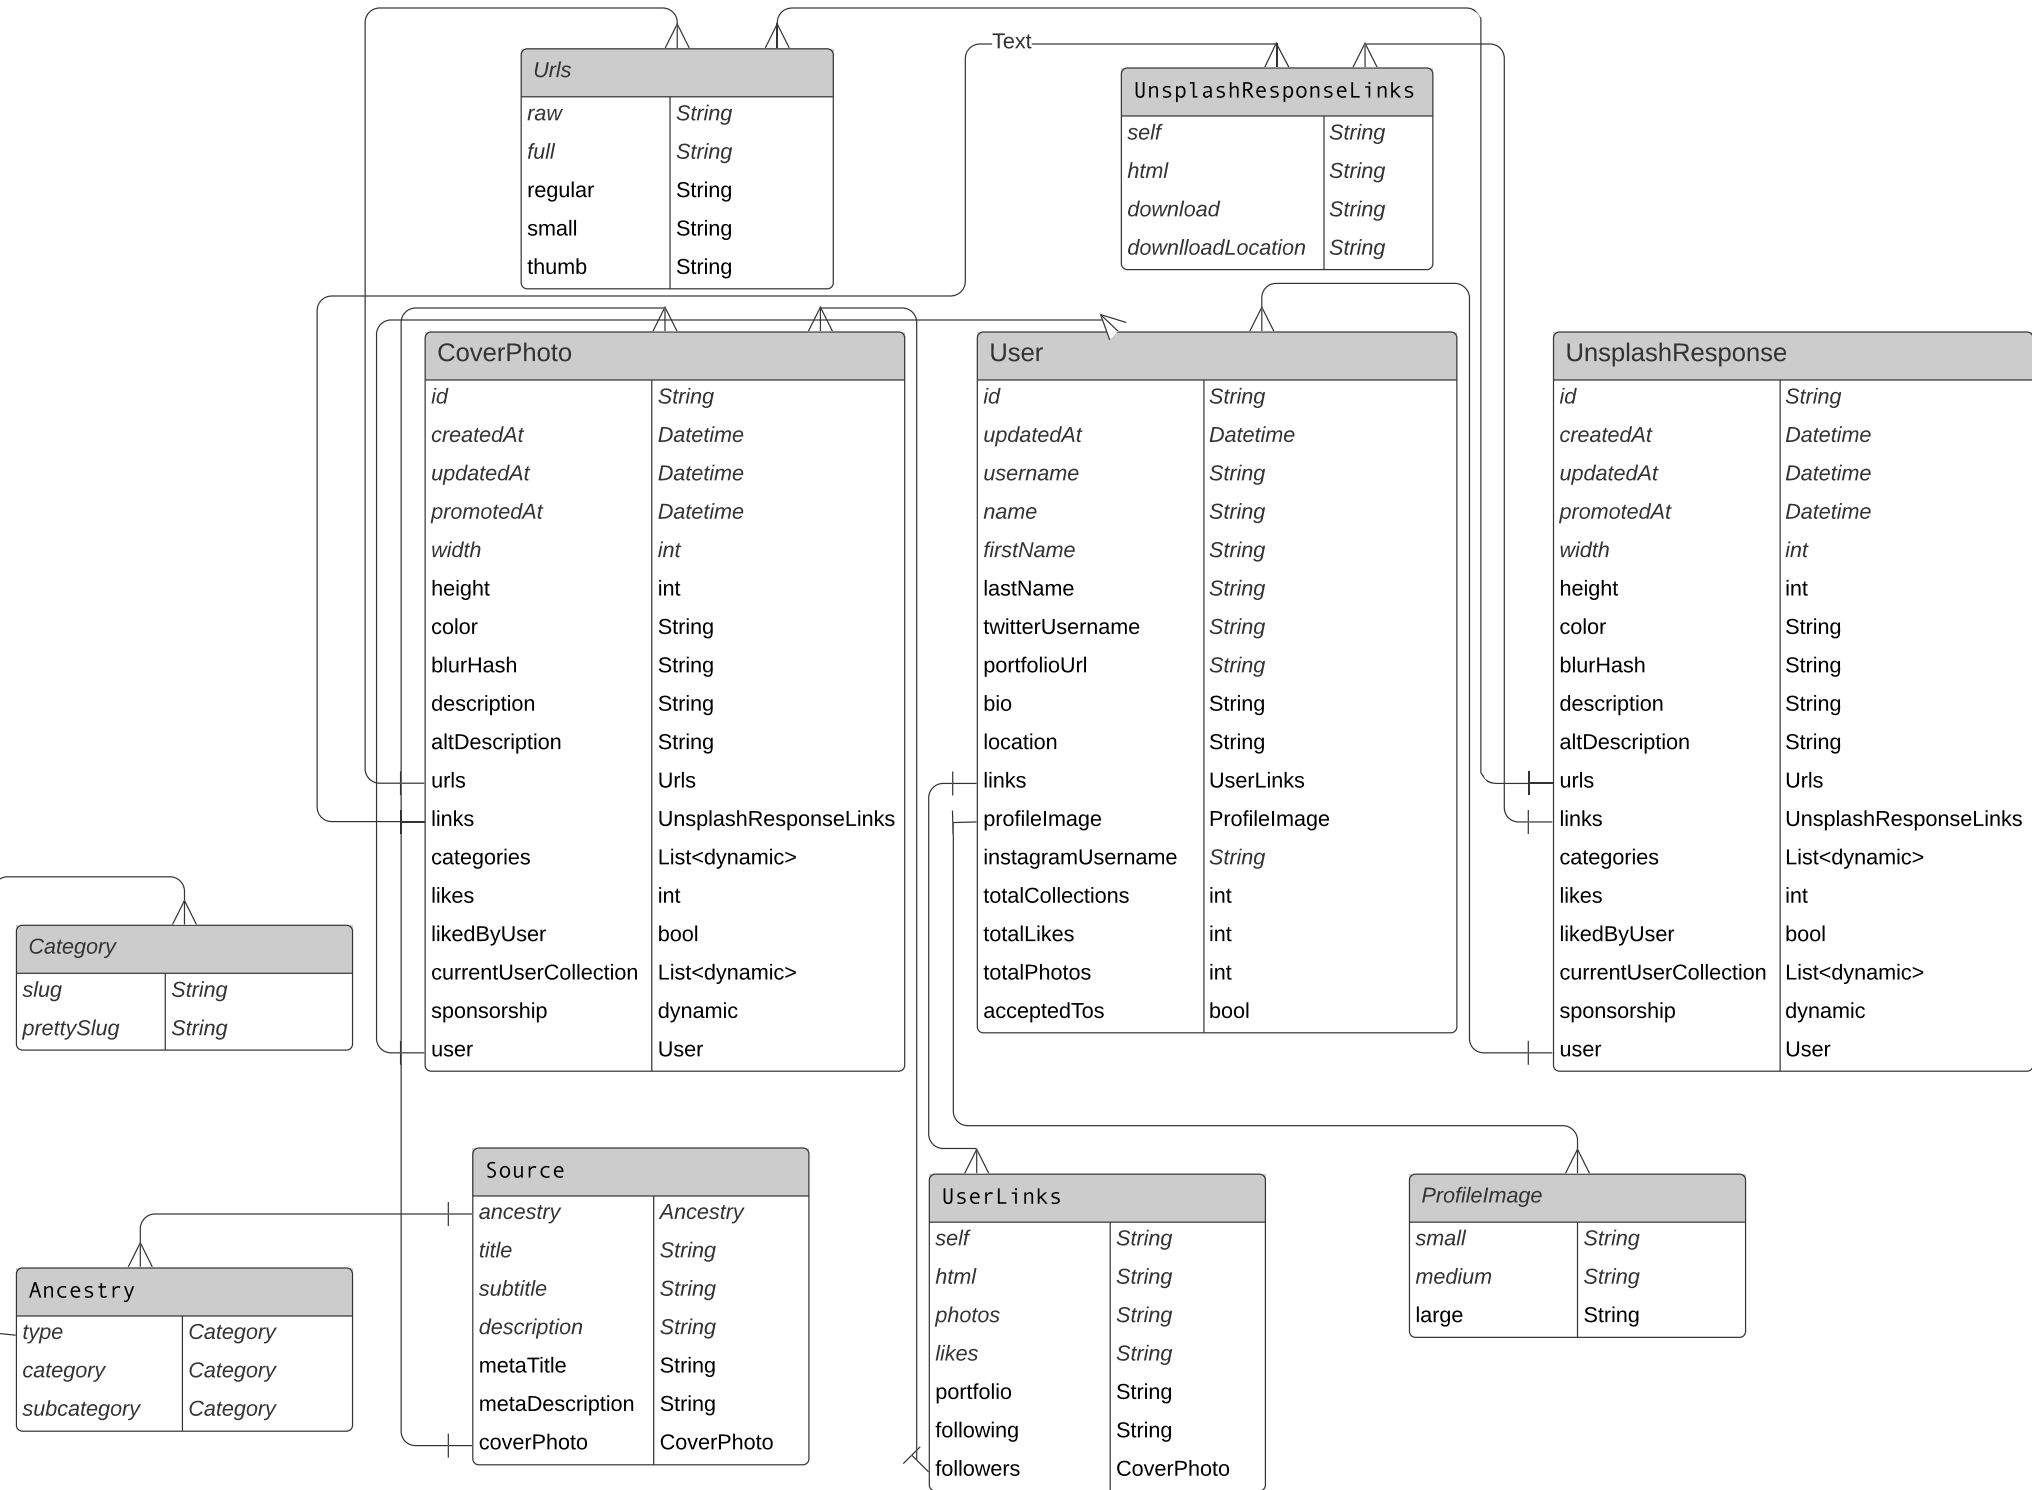 Text
Urls
raw String
full String
regular String
small String
thumb String
UnsplashResponseLinks
self String
html String
download String
downlloadLocation String
CoverPhoto
id String
createdAt Datetime
updatedAt Datetime
promotedAt Datetime
width int
height int
color String
blurHash String
description String
altDescription String
urls Urls
links UnsplashResponseLinks
categories List<dynamic>
likes int
likedByUser bool
currentUserCollection List<dynamic>
sponsorship dynamic
user User
User
id String
updatedAt Datetime
username String
name String
firstName String
lastName String
twitterUsername String
portfolioUrl String
bio String
location String
links UserLinks
profileImage ProfileImage
instagramUsername String
totalCollections int
totalLikes int
totalPhotos int
acceptedTos bool
UnsplashResponse
id String
createdAt Datetime
updatedAt Datetime
promotedAt Datetime
width int
height int
color String
blurHash String
description String
altDescription String
urls Urls
links UnsplashResponseLinks
categories List<dynamic>
likes int
likedByUser bool
currentUserCollection List<dynamic>
sponsorship dynamic
user User
Category
slug String
prettySlug String
Source
ancestry Ancestry
title String
subtitle String
description String
metaTitle String
metaDescription String
coverPhoto CoverPhoto
UserLinks
self String
html String
photos String
likes String
portfolio String
following String
followers CoverPhoto
ProfileImage
small String
medium String
large String
Ancestry
type Category
category Category
subcategory Category